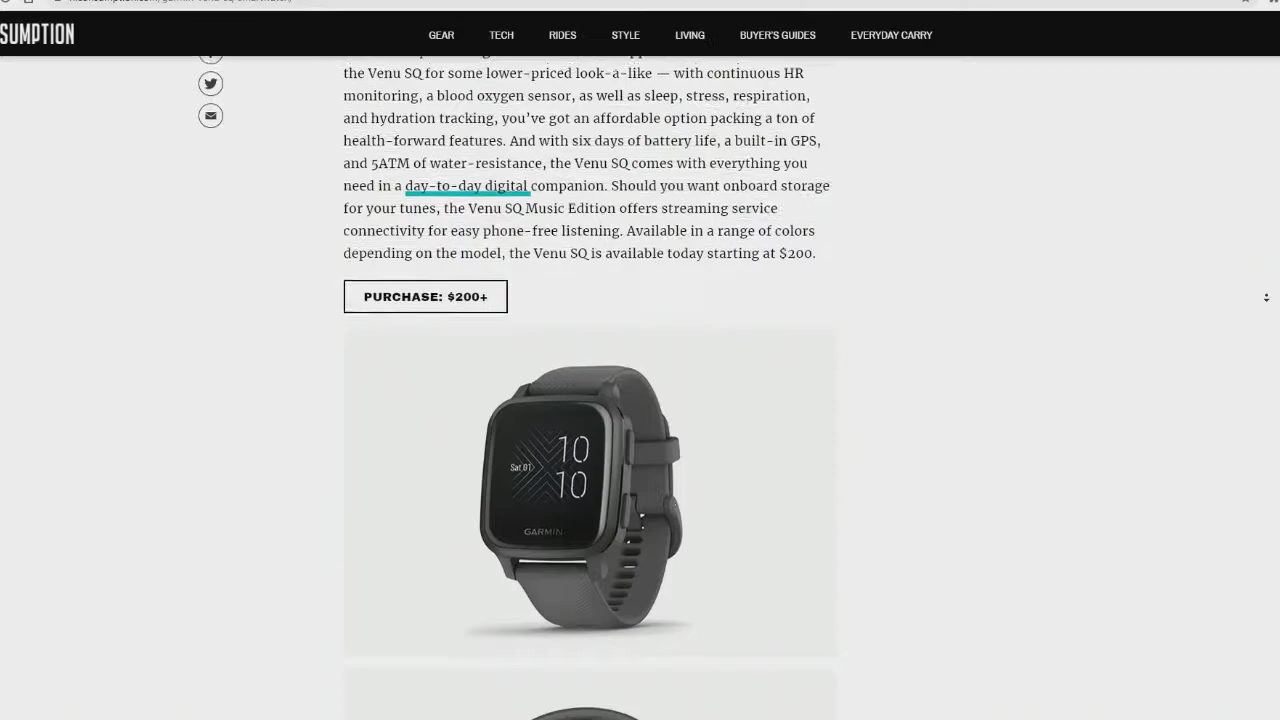 SUMPTION
GEAR TECH RIDES STYLE LIVING BUYER'S GUIDES EVERYDAY CARRY
the Venu SQ for some lower-priced look-a-like — with continuous HR
monitoring, a blood oxygen sensor, as well as sleep, stress, respiration,
and hydration tracking, you’ve got an affordable option packing a ton of
health-forward features. And with six days of battery life, a built-in GPS,
and 5ATM of water-resistance, the Venu SQ comes with everything you
need in a day-to-day digital companion. Should you want onboard storage
for your tunes, the Venu SQ Music Edition offers streaming service
connectivity for easy phone-free listening. Available in a range of colors
depending on the model, the Venu SQ is available today starting at $200.
PURCHASE: $200+
10
Sat 01
10
GARMIN